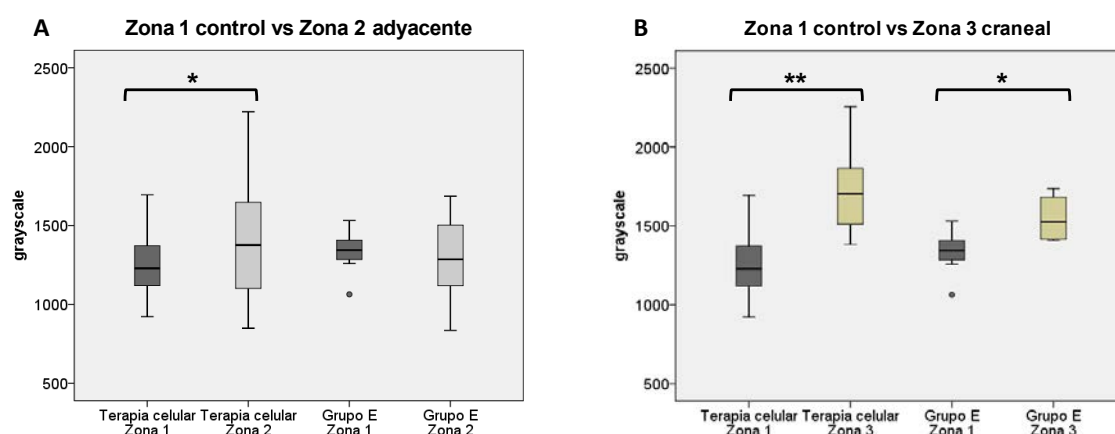 A
Zona 1 control vs Zona 2 adyacente
2500
2000
1500
1000
500
grayscale
*
Terapia celular
Zona 1
Terapia celular
Zona 2
Grupo E
Zona 1
Grupo E
Zona 2
B
Zona 1 control vs Zona 3 craneal
2500
2000
1500
1000
500
grayscale
**
*
Terapia celular
Zona 1
Terapia celular
Zona 3
Grupo E
Zona 1
Grupo E
Zona 3